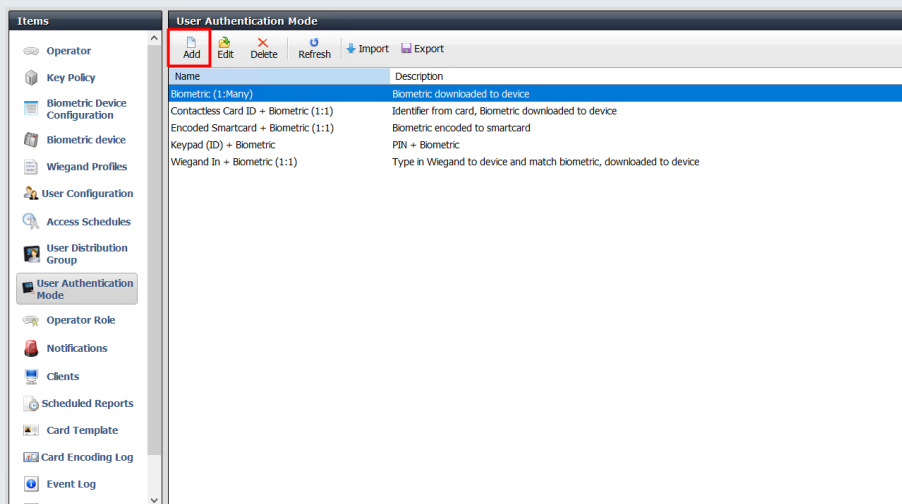 Items
Operator
Key Policy
Biometric Device
Configuration
Biometric device
Wiegand Profiles
User Configuration
Access Schedules
User Distribution
Group
User Authentication
Mode
Operator Role
Notifications
Clients
Scheduled Reports
Card Template
Card Encoding Log
Event Log
User Authentication Mode
Add Edit Delete Refresh Import Export
Name Description
Biometric (1:Many) Biometric downloaded to device
Contactless Card ID + Biometric (1:1) Identifier from card, Biometric downloaded to device
Encoded Smartcard + Biometric (1:1) Biometric encoded to smartcard
Keypad (ID) + Biometric PIN + Biometric
Wiegand In + Biometric (1:1) Type in Wiegand to device and match biometric, downloaded to device